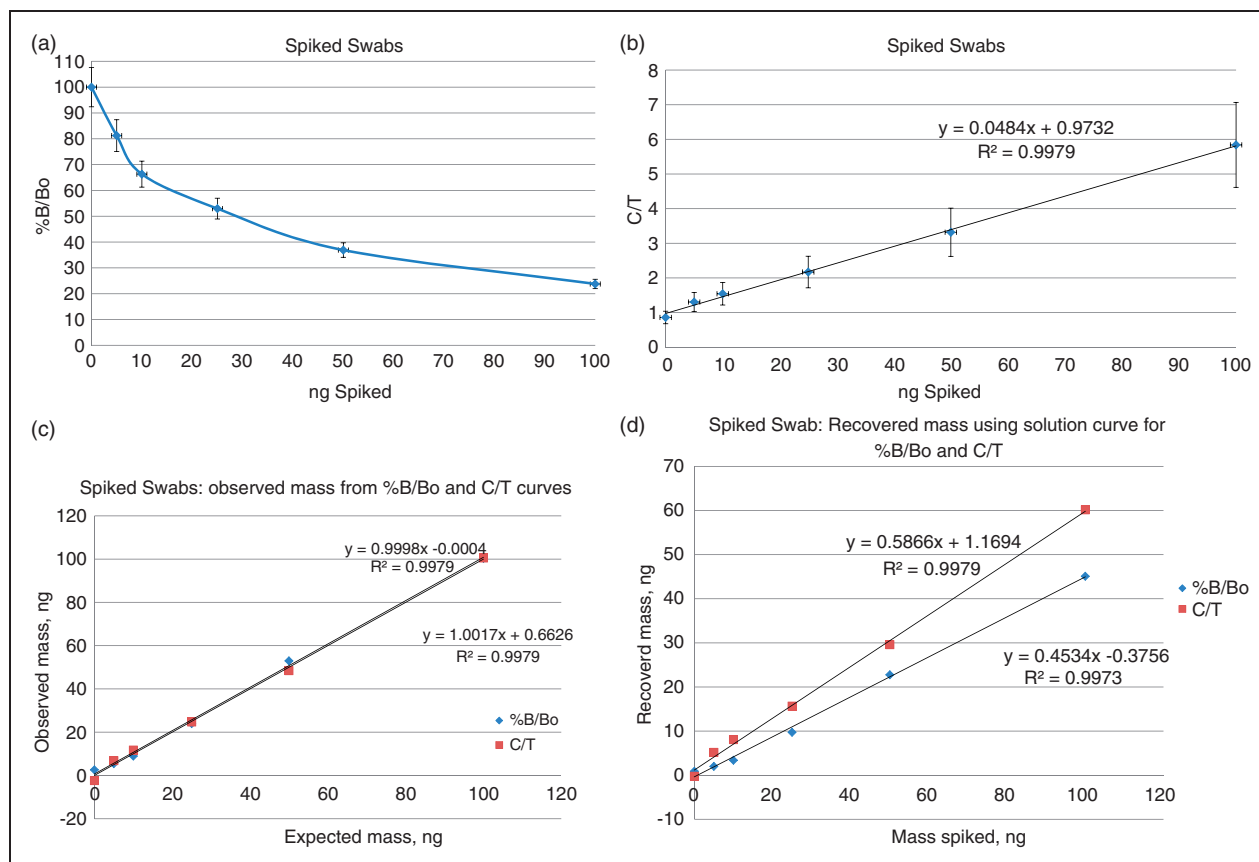 (a)
Spiked Swabs
110
100
90
80
70
60
50
40
30
20
10
0
%B/Bo
0 10 20 30 40 50 60 70 80 90 100
ng Spiked
(b)
Spiked Swabs
8
7
6
5
4
3
2
1
0
C/T
y = 0.0484x + 0.9732
R² = 0.9979
0 10 20 30 40 50 60 70 80 90 100
ng Spiked
(c)
Spiked Swabs: observed mass from %B/Bo and C/T curves
120
100
80
60
40
20
0
-20
Observed mass, ng
y = 0.9998x -0.0004
R² = 0.9979
y = 1.0017x + 0.6626
R² = 0.9979
%B/Bo
C/T
0 20 40 60 80 100 120
Expected mass, ng
(d)
Spiked Swab: Recovered mass using solution curve for
%B/Bo and C/T
70
60
50
40
30
20
10
0
-10
Recoverd mass, ng
y = 0.5866x + 1.1694
R² = 0.9979
y = 0.4534x -0.3756
R² = 0.9973
%B/Bo
C/T
0 20 40 60 80 100 120
Mass spiked, ng